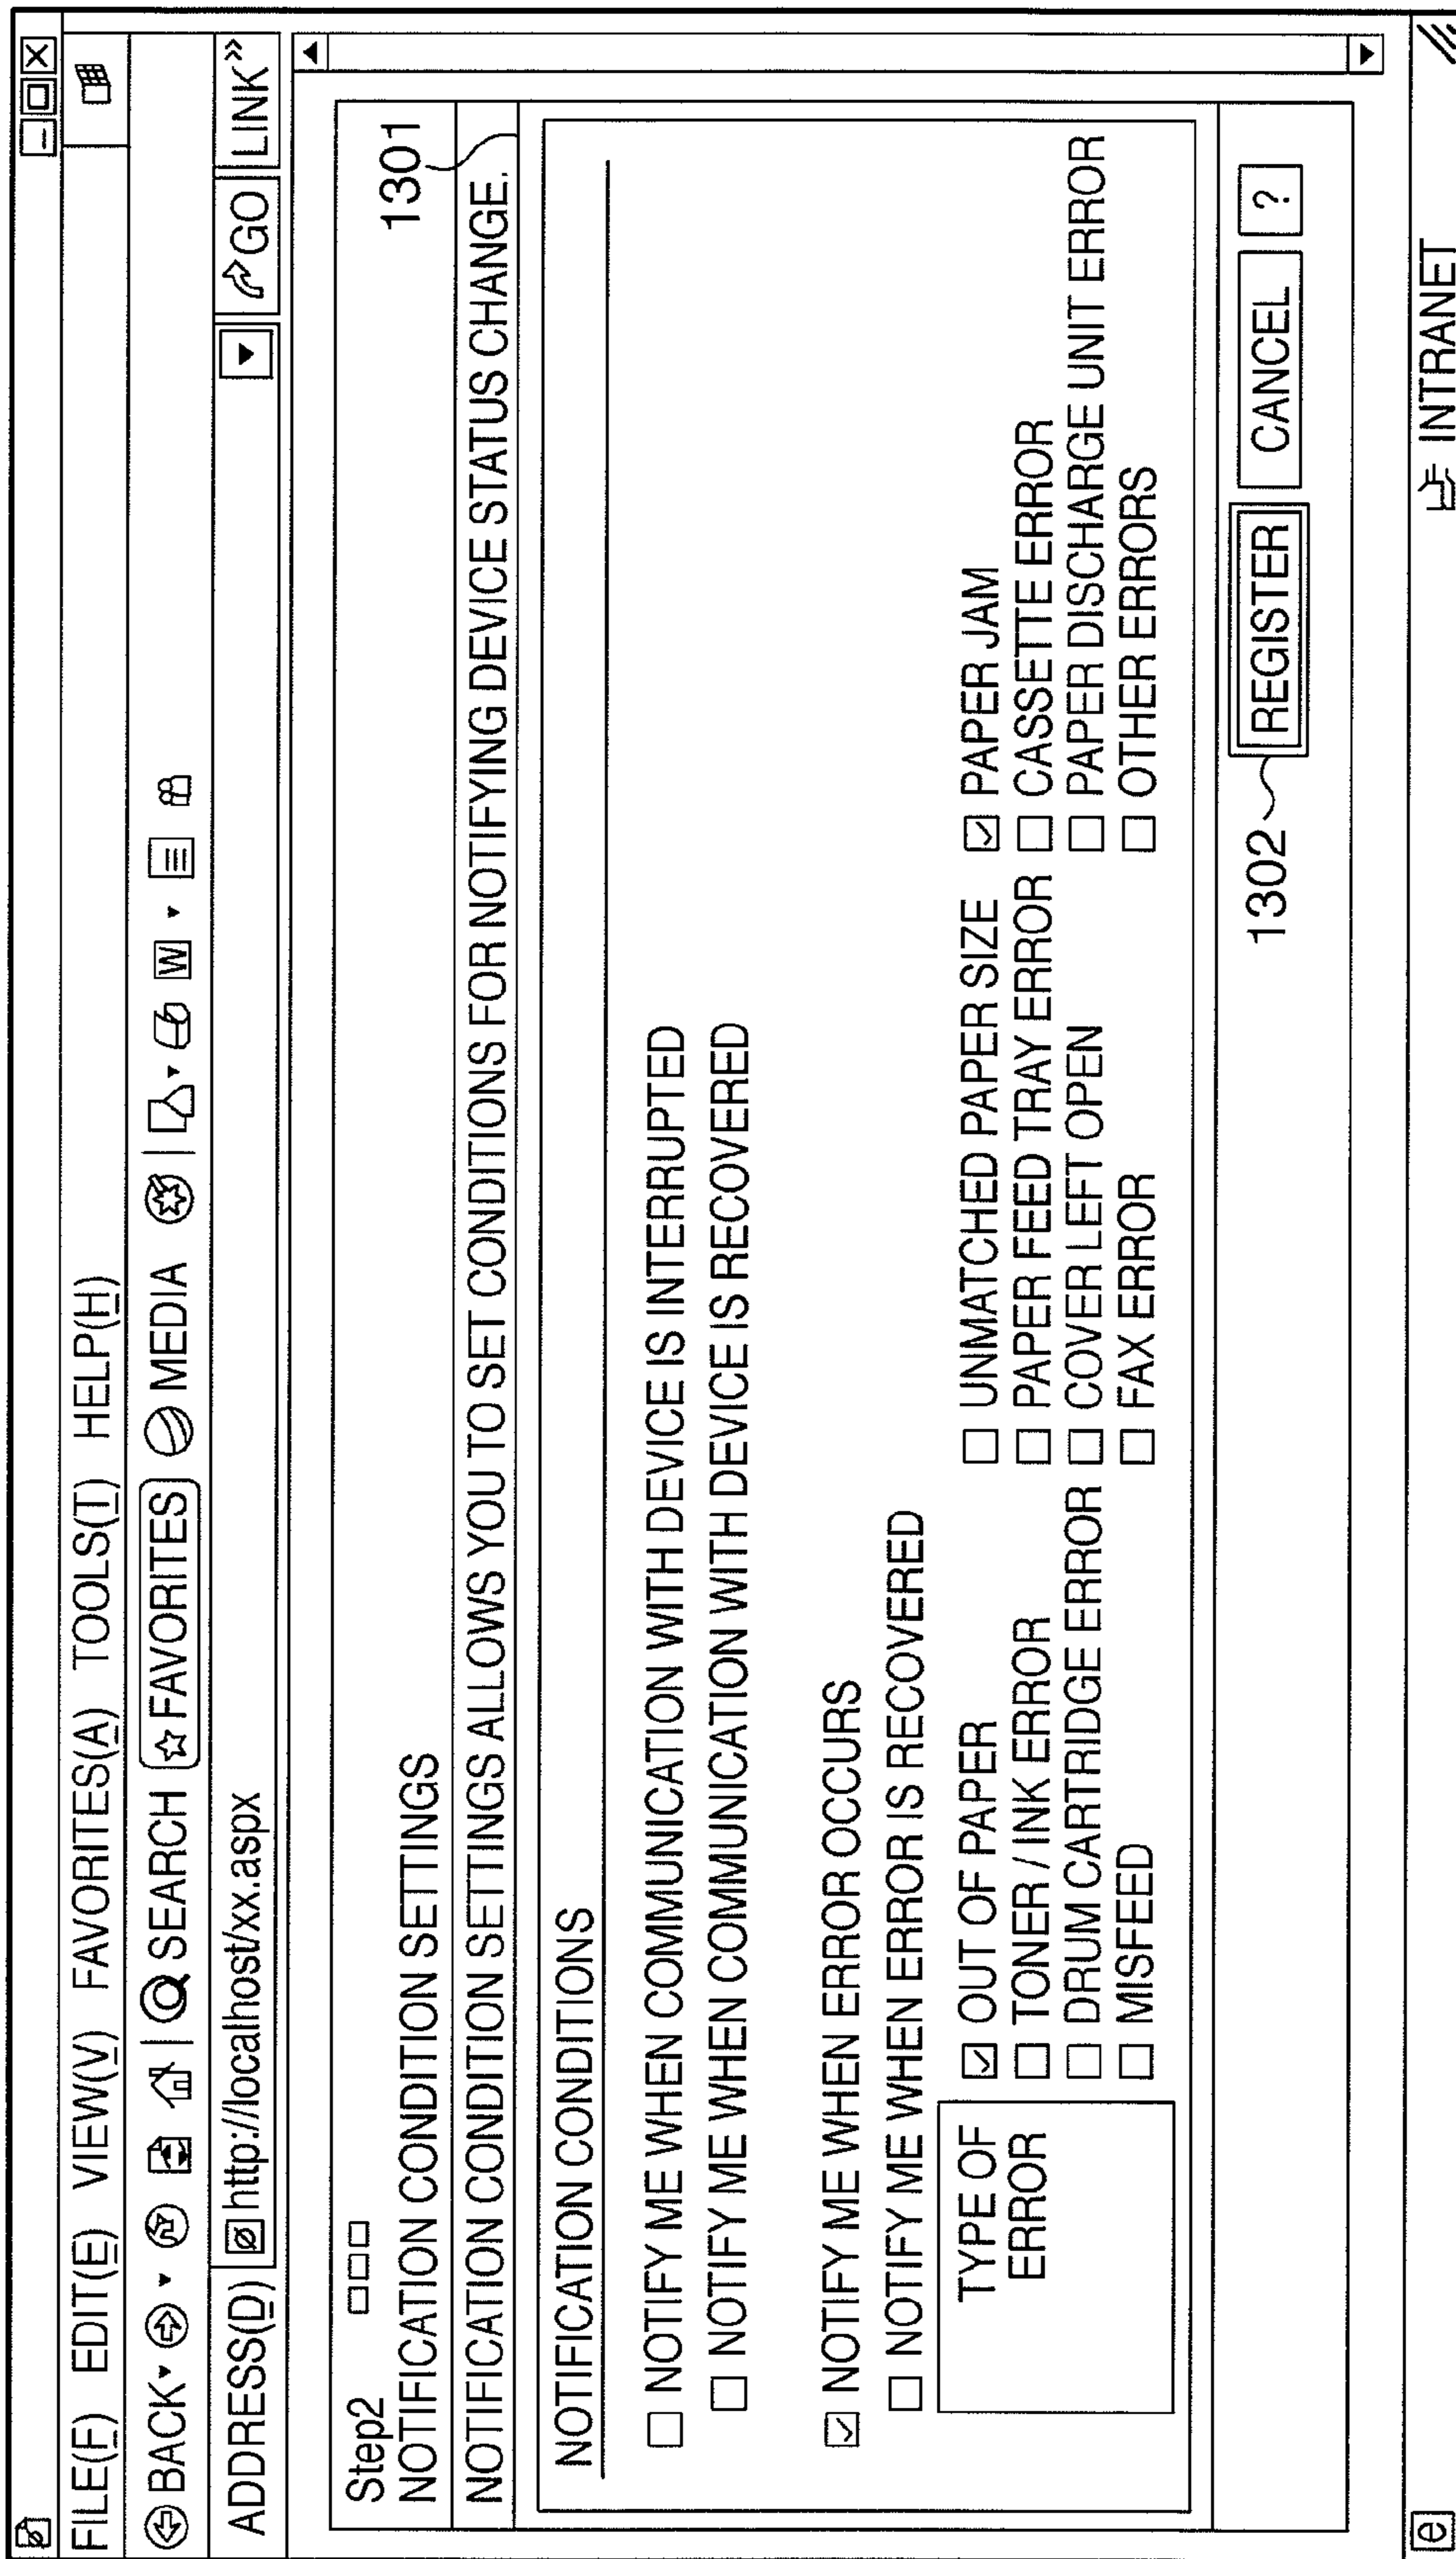 FILE(F) EDIT(E) VIEW(V) FAVORITES(A) TOOLS(T) HELP(H)
BACK SEARCH FAVORITES MEDIA W
ADDRESS(D) http://localhost/xx.aspx GO LINK»
Step2
NOTIFICATION CONDITION SETTINGS 1301
NOTIFICATION CONDITION SETTINGS ALLOWS YOU TO SET CONDITIONS FOR NOTIFYING DEVICE STATUS CHANGE.
NOTIFICATION CONDITIONS
NOTIFY ME WHEN COMMUNICATION WITH DEVICE IS INTERRUPTED
NOTIFY ME WHEN COMMUNICATION WITH DEVICE IS RECOVERED
NOTIFY ME WHEN ERROR OCCURS
NOTIFY ME WHEN ERROR IS RECOVERED
TYPE OF OUT OF PAPER UNMATCHED PAPER SIZE PAPER JAM
ERROR TONER / INK ERROR PAPER FEED TRAY ERROR CASSETTE ERROR
DRUM CARTRIDGE ERROR COVER LEFT OPEN PAPER DISCHARGE UNIT ERROR
MISFEED FAX ERROR OTHER ERRORS
1302 REGISTER CANCEL ?
e INTRANET